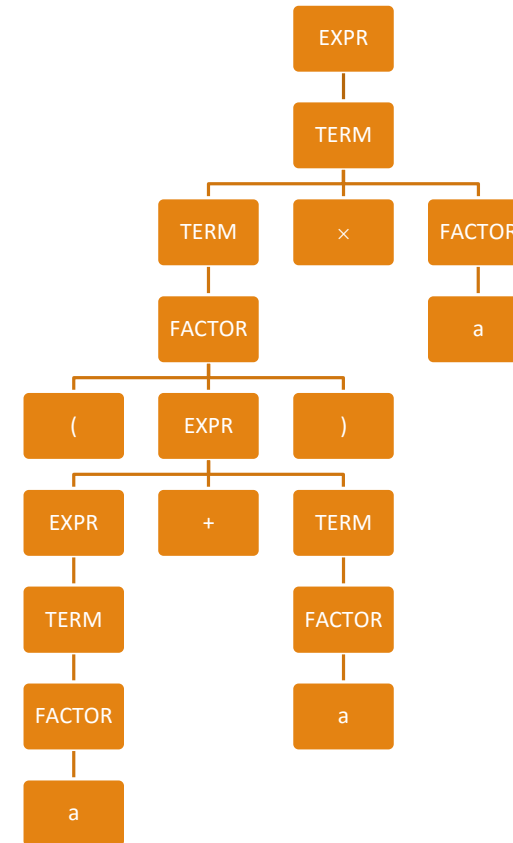 EXPR
TERM
TERM × FACTOR
FACTOR a
( EXPR )
EXPR + TERM
TERM FACTOR
FACTOR a
a